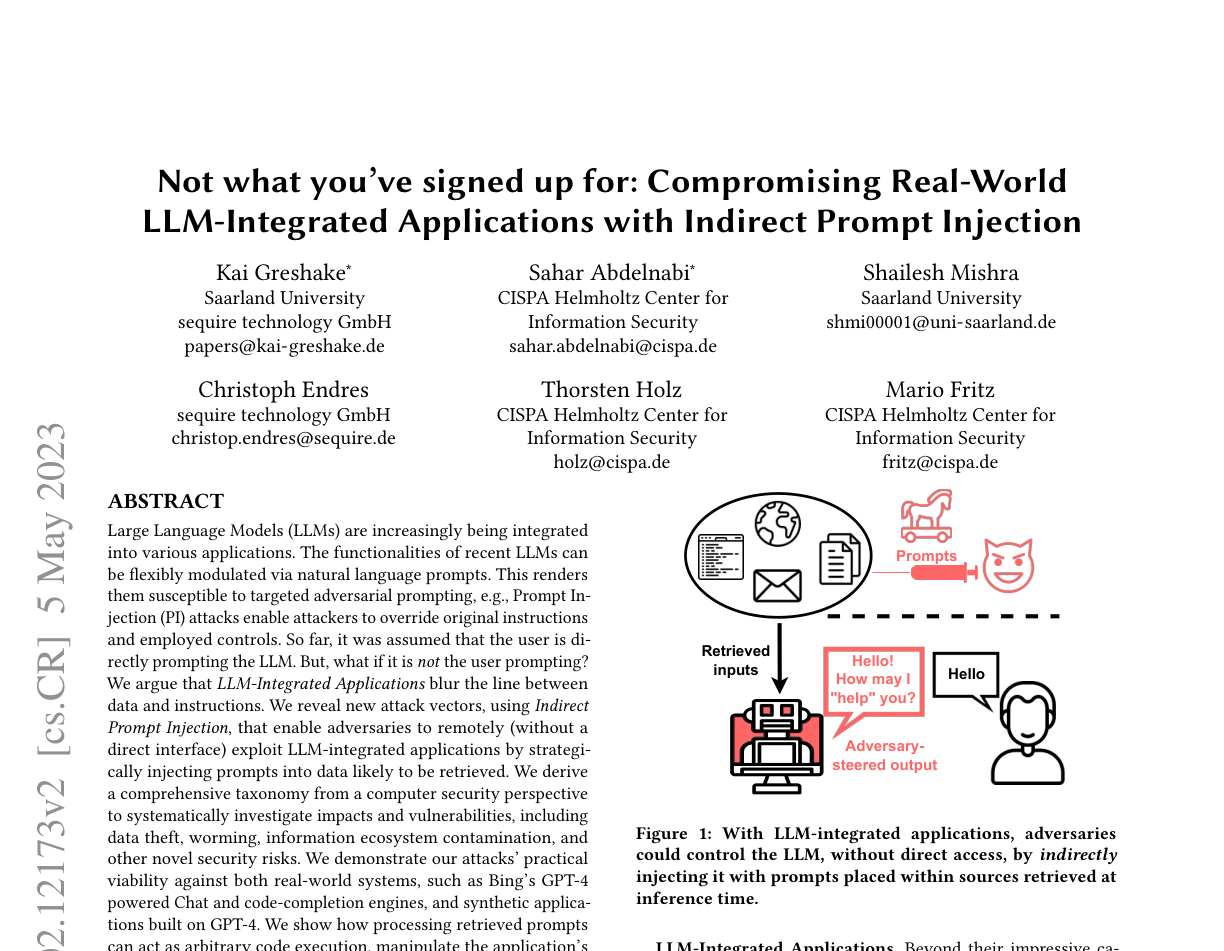 Not what you've signed up for: Compromising Real-World
LLM-Integrated Applications with Indirect Prompt Injection
Kai Greshake*
Saarland University
sequire technology GmbH
papers@kai-greshake.de
Sahar Abdelnabi*
CISPA Helmholtz Center for
Information Security
sahar.abdelnabi@cispa.de
Shailesh Mishra
Saarland University
shmi00001@uni-saarland.de
Christoph Endres
sequire technology GmbH
christop.endres@sequire.de
Thorsten Holz
CISPA Helmholtz Center for
Information Security
holz@cispa.de
Mario Fritz
CISPA Helmholtz Center for
Information Security
fritz@cispa.de
02.12173v2 [cs.CR] 5 May 2023
ABSTRACT
Large Language Models (LLMs) are increasingly being integrated
into various applications. The functionalities of recent LLMs can
be flexibly modulated via natural language prompts. This renders
them susceptible to targeted adversarial prompting, e.g., Prompt In-
jection (PI) attacks enable attackers to override original instructions
and employed controls. So far, it was assumed that the user is di-
rectly prompting the LLM. But, what if it is not the user prompting?
We argue that LLM-Integrated Applications blur the line between
data and instructions. We reveal new attack vectors, using Indirect
Prompt Injection, that enable adversaries to remotely (without a
direct interface) exploit LLM-integrated applications by strategi-
cally injecting prompts into data likely to be retrieved. We derive
a comprehensive taxonomy from a computer security perspective
to systematically investigate impacts and vulnerabilities, including
data theft, worming, information ecosystem contamination, and
other novel security risks. We demonstrate our attacks' practical
viability against both real-world systems, such as Bing's GPT-4
powered Chat and code-completion engines, and synthetic applica-
tions built on GPT-4. We show how processing retrieved prompts
can act as arbitrary code execution, manipulate the application's
Prompts
Retrieved
inputs
Hello!
How may I
"help" you?
Hello
Adversary-
steered output
Figure 1: With LLM-integrated applications, adversaries
could control the LLM, without direct access, by indirectly
injecting it with prompts placed within sources retrieved at
inference time.
LLM-Integrated Applications. Beyond their impressive ca-